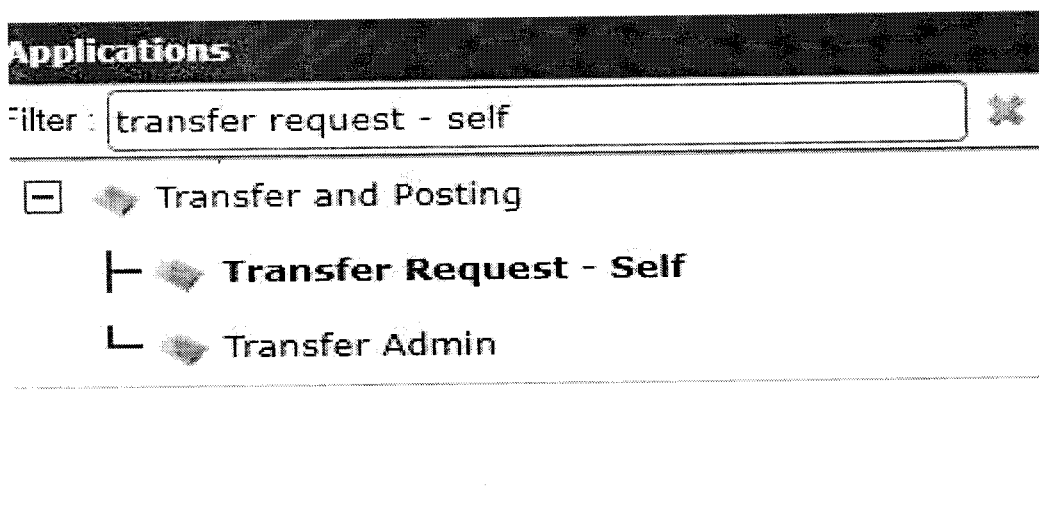 Applications
Filter : transfer request - self
Transfer and Posting
Transfer Request - Self
Transfer Admin